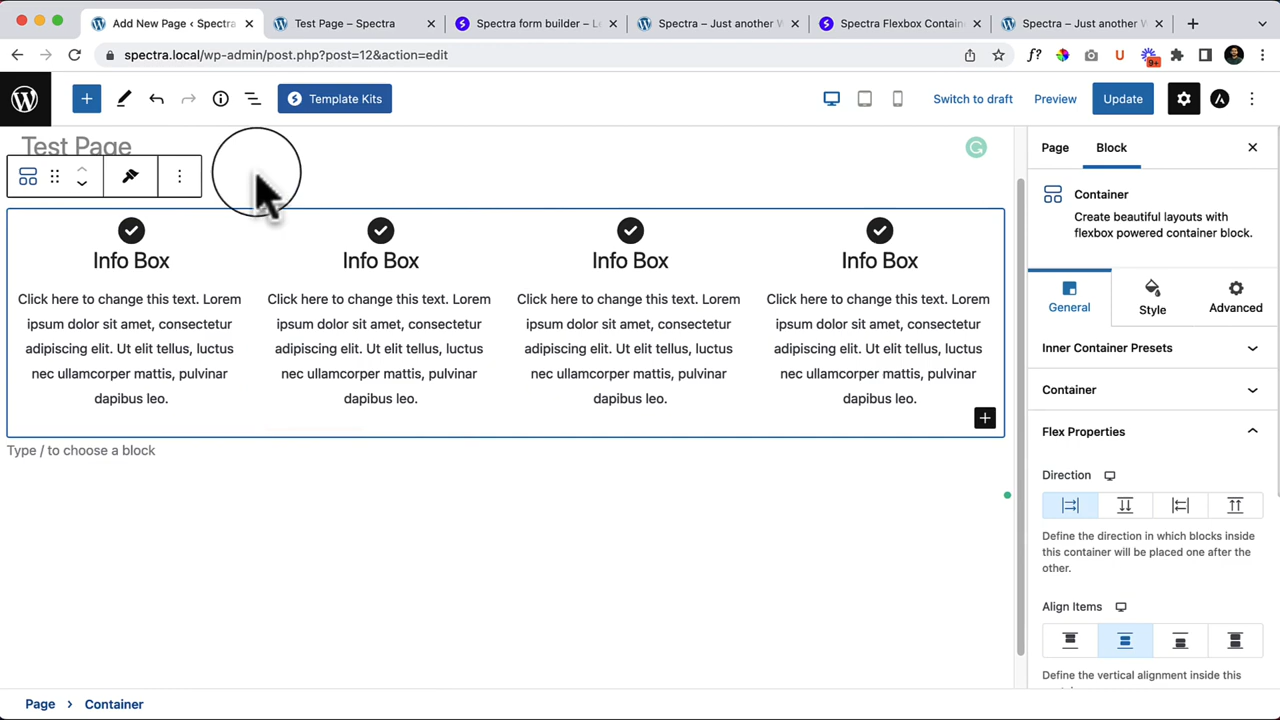 Add New Page ‹ Spectra
Test Page – Spectra
Spectra form builder – Le
Spectra – Just another W
Spectra Flexbox Contain
Spectra – Just another W
spectra.local/wp-admin/post.php?post=12&action=edit
f?
U
9+
Template Kits
Switch to draft
Preview
Update
Test Page
Page
Block
Container
Create beautiful layouts with
flexbox powered container block.
Info Box
Info Box
Info Box
Info Box
Click here to change this text. Lorem
ipsum dolor sit amet, consectetur
adipiscing elit. Ut elit tellus, luctus
nec ullamcorper mattis, pulvinar
dapibus leo.
Click here to change this text. Lorem
ipsum dolor sit amet, consectetur
adipiscing elit. Ut elit tellus, luctus
nec ullamcorper mattis, pulvinar
dapibus leo.
Click here to change this text. Lorem
ipsum dolor sit amet, consectetur
adipiscing elit. Ut elit tellus, luctus
nec ullamcorper mattis, pulvinar
dapibus leo.
Click here to change this text. Lorem
ipsum dolor sit amet, consectetur
adipiscing elit. Ut elit tellus, luctus
nec ullamcorper mattis, pulvinar
dapibus leo.
Type / to choose a block
General
Style
Advanced
Inner Container Presets
Container
Flex Properties
Direction
Define the direction in which blocks inside
this container will be placed one after the
other.
Align Items
Define the vertical alignment inside this
Page
Container